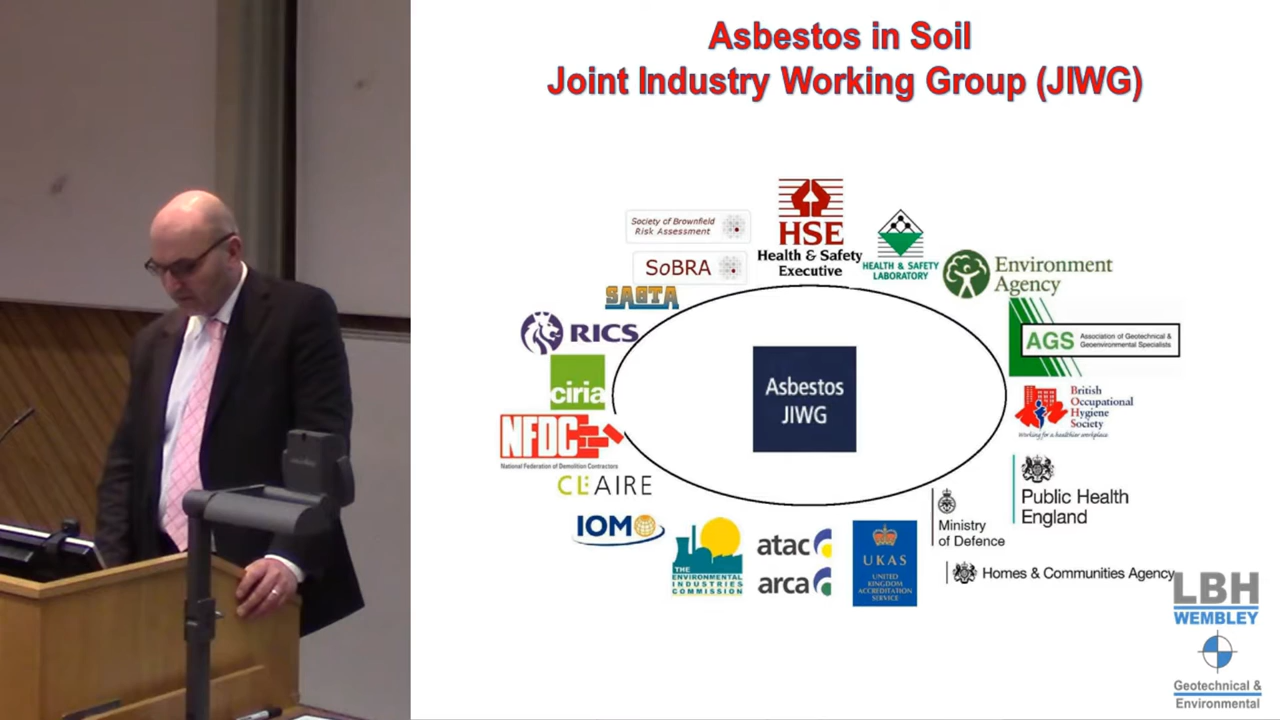 Asbestos in Soil
Joint Industry Working Group (JIWG)
Society of Brownfield
Risk Assessment
SoBRA
HSE
Health & Safety
Executive
HEALTH & SAFETY
LABORATORY
Environment
Agency
SAGTA
RICS
AGS
Association of Geotechnical &
Geoenvironmental Specialists
ciria
Asbestos
JIWG
British
Occupational
Hygiene
Society
Working for a healthier workplace
NFDC
National Federation of Demolition Contractors
CL:AIRE
Public Health
England
IOM
THE
ENVIRONMENTAL
INDUSTRIES
COMMISSION
atac
arca
UKAS
UNITED
KINGDOM
ACCREDITATION
SERVICE
Ministry
of Defence
Homes & Communities Agency
LBH
WEMBLEY
Geotechnical &
Environmental